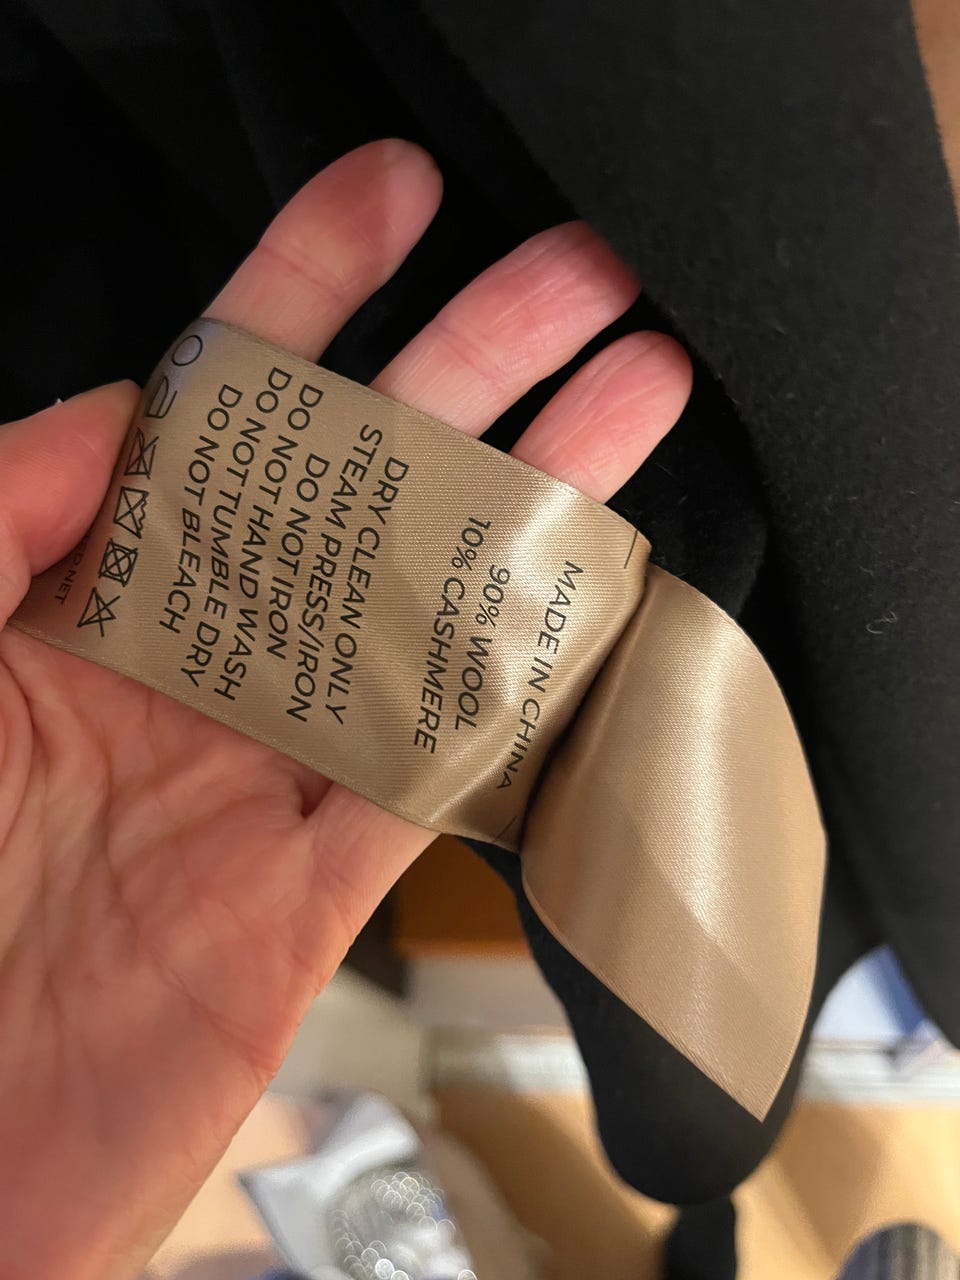 MADE IN CHINA
90% WOOL
10% CASHMERE
DRY CLEAN ONLY
STEAM PRESS/IRON
DO NOT IRON
DO NOT HAND WASH
DO NOT TUMBLE DRY
DO NOT BLEACH
NET